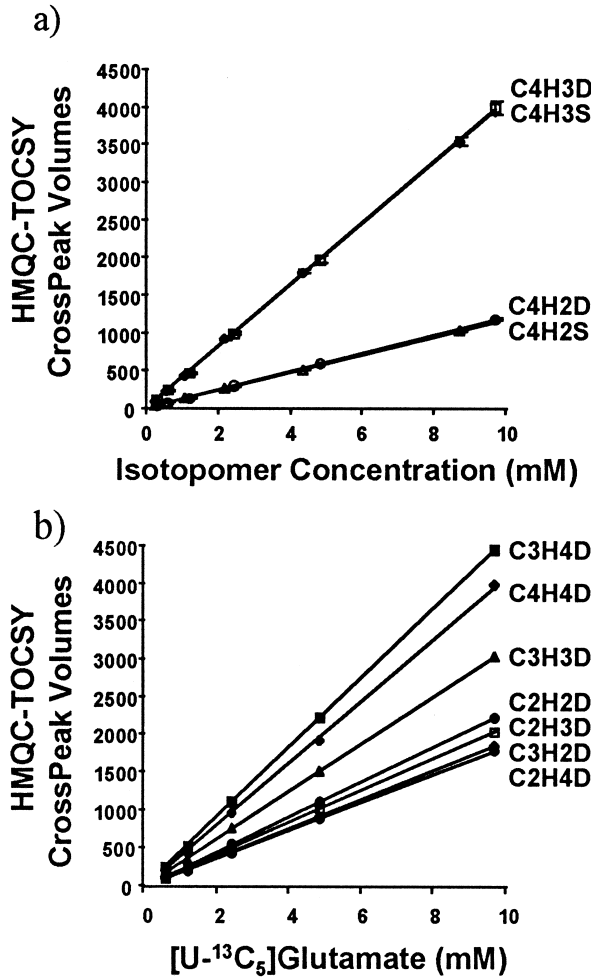 a)
HMQC-TOCSY
CrossPeak Volumes
4500
4000
3500
3000
2500
2000
1500
1000
500
0
C4H3D
C4H3S
C4H2D
C4H2S
0 2 4 6 8 10
Isotopomer Concentration (mM)
b)
HMQC-TOCSY
CrossPeak Volumes
4500
4000
3500
3000
2500
2000
1500
1000
500
0
C3H4D
C4H4D
C3H3D
C2H2D
C2H3D
C3H2D
C2H4D
0 2 4 6 8 10
[U-¹³C₅]Glutamate (mM)